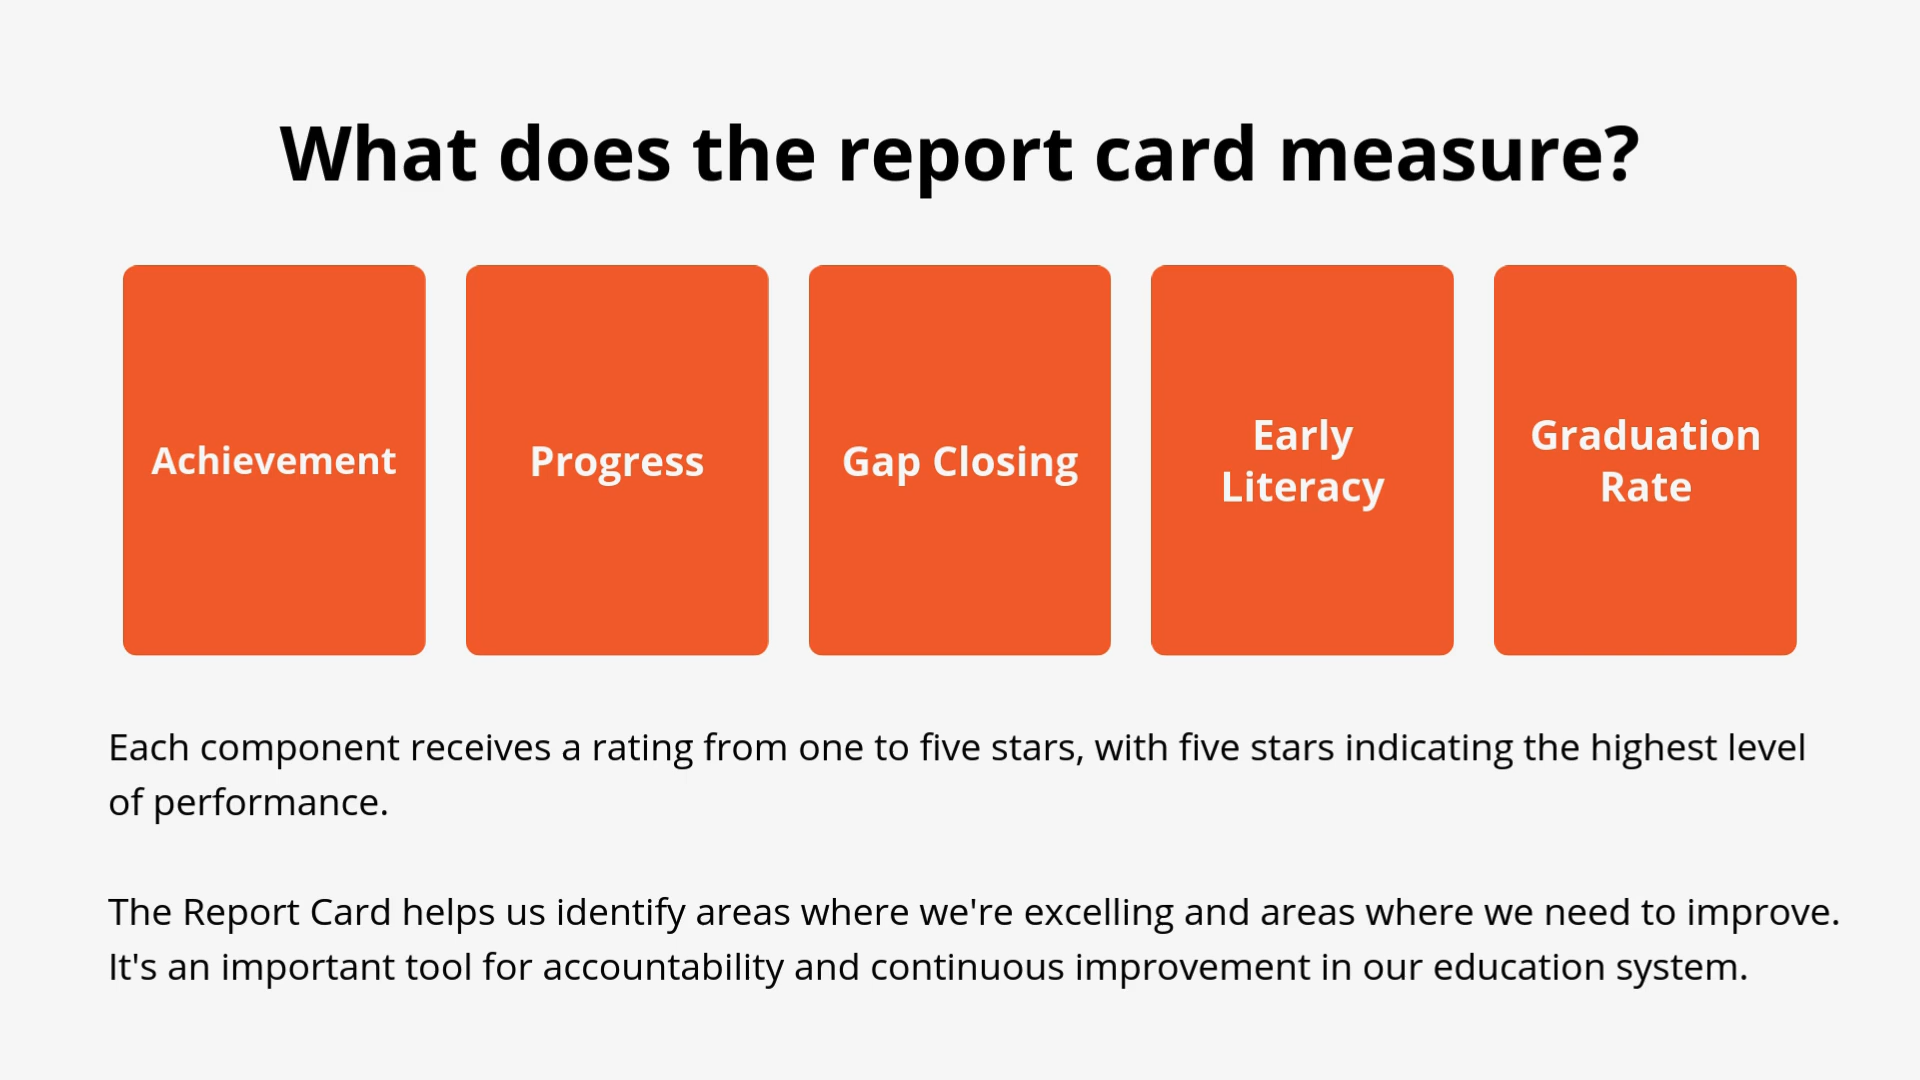 What does the report card measure?
Achievement
Progress
Gap Closing
Early
Literacy
Graduation
Rate
Each component receives a rating from one to five stars, with five stars indicating the highest level
of performance.
The Report Card helps us identify areas where we're excelling and areas where we need to improve.
It's an important tool for accountability and continuous improvement in our education system.